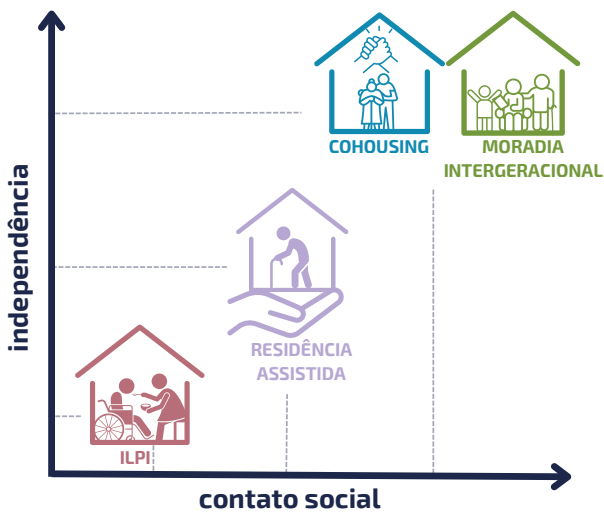 COHOUSING
MORADIA
INTERGERACIONAL
independência
RESIDÊNCIA
ASSISTIDA
ILPI
contato social